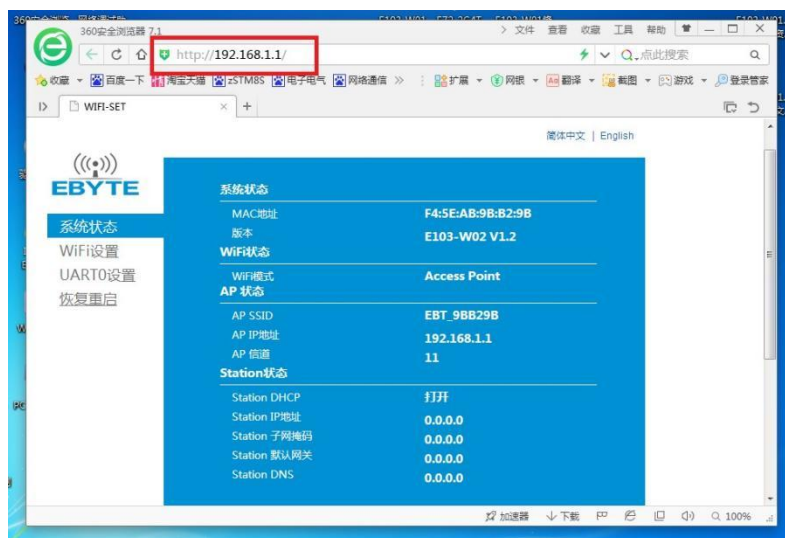 360安全浏览器 7.1
文件 查看 收藏 工具 帮助
http://192.168.1.1/
点此搜索
收藏 百度一下 淘宝天猫 zSTM8S 电子电气 网络通信 扩展 网银 翻译 截图 游戏 登录管家
WIFI-SET
简体中文 | English
EBYTE
系统状态
WiFi设置
UART0设置
恢复重启
系统状态
MAC地址 F4:5E:AB:9B:B2:9B
版本 E103-W02 V1.2
WiFi状态
WiFi模式 Access Point
AP 状态
AP SSID EBT_9BB29B
AP IP地址 192.168.1.1
AP 信道 11
Station状态
Station DHCP 打开
Station IP地址 0.0.0.0
Station 子网掩码 0.0.0.0
Station 默认网关 0.0.0.0
Station DNS 0.0.0.0
加速器 下载 100%